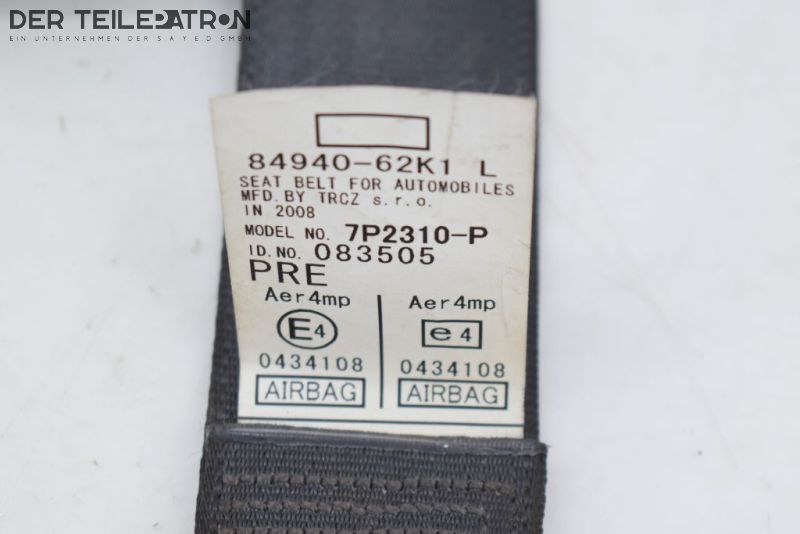 DER TEILEPATRON
EIN UNTERNEHMEN DER S A Y E.D GMBH
84940-62K1 L
SEAT BELT FOR AUTOMOBILES
MFD. BY TRCZ s.r.o.
IN 2008
MODEL NO. 7P2310-P
ID. NO. 083505
PRE
Aer4mp Aer4mp
E4 e4
0434108 0434108
AIRBAG AIRBAG